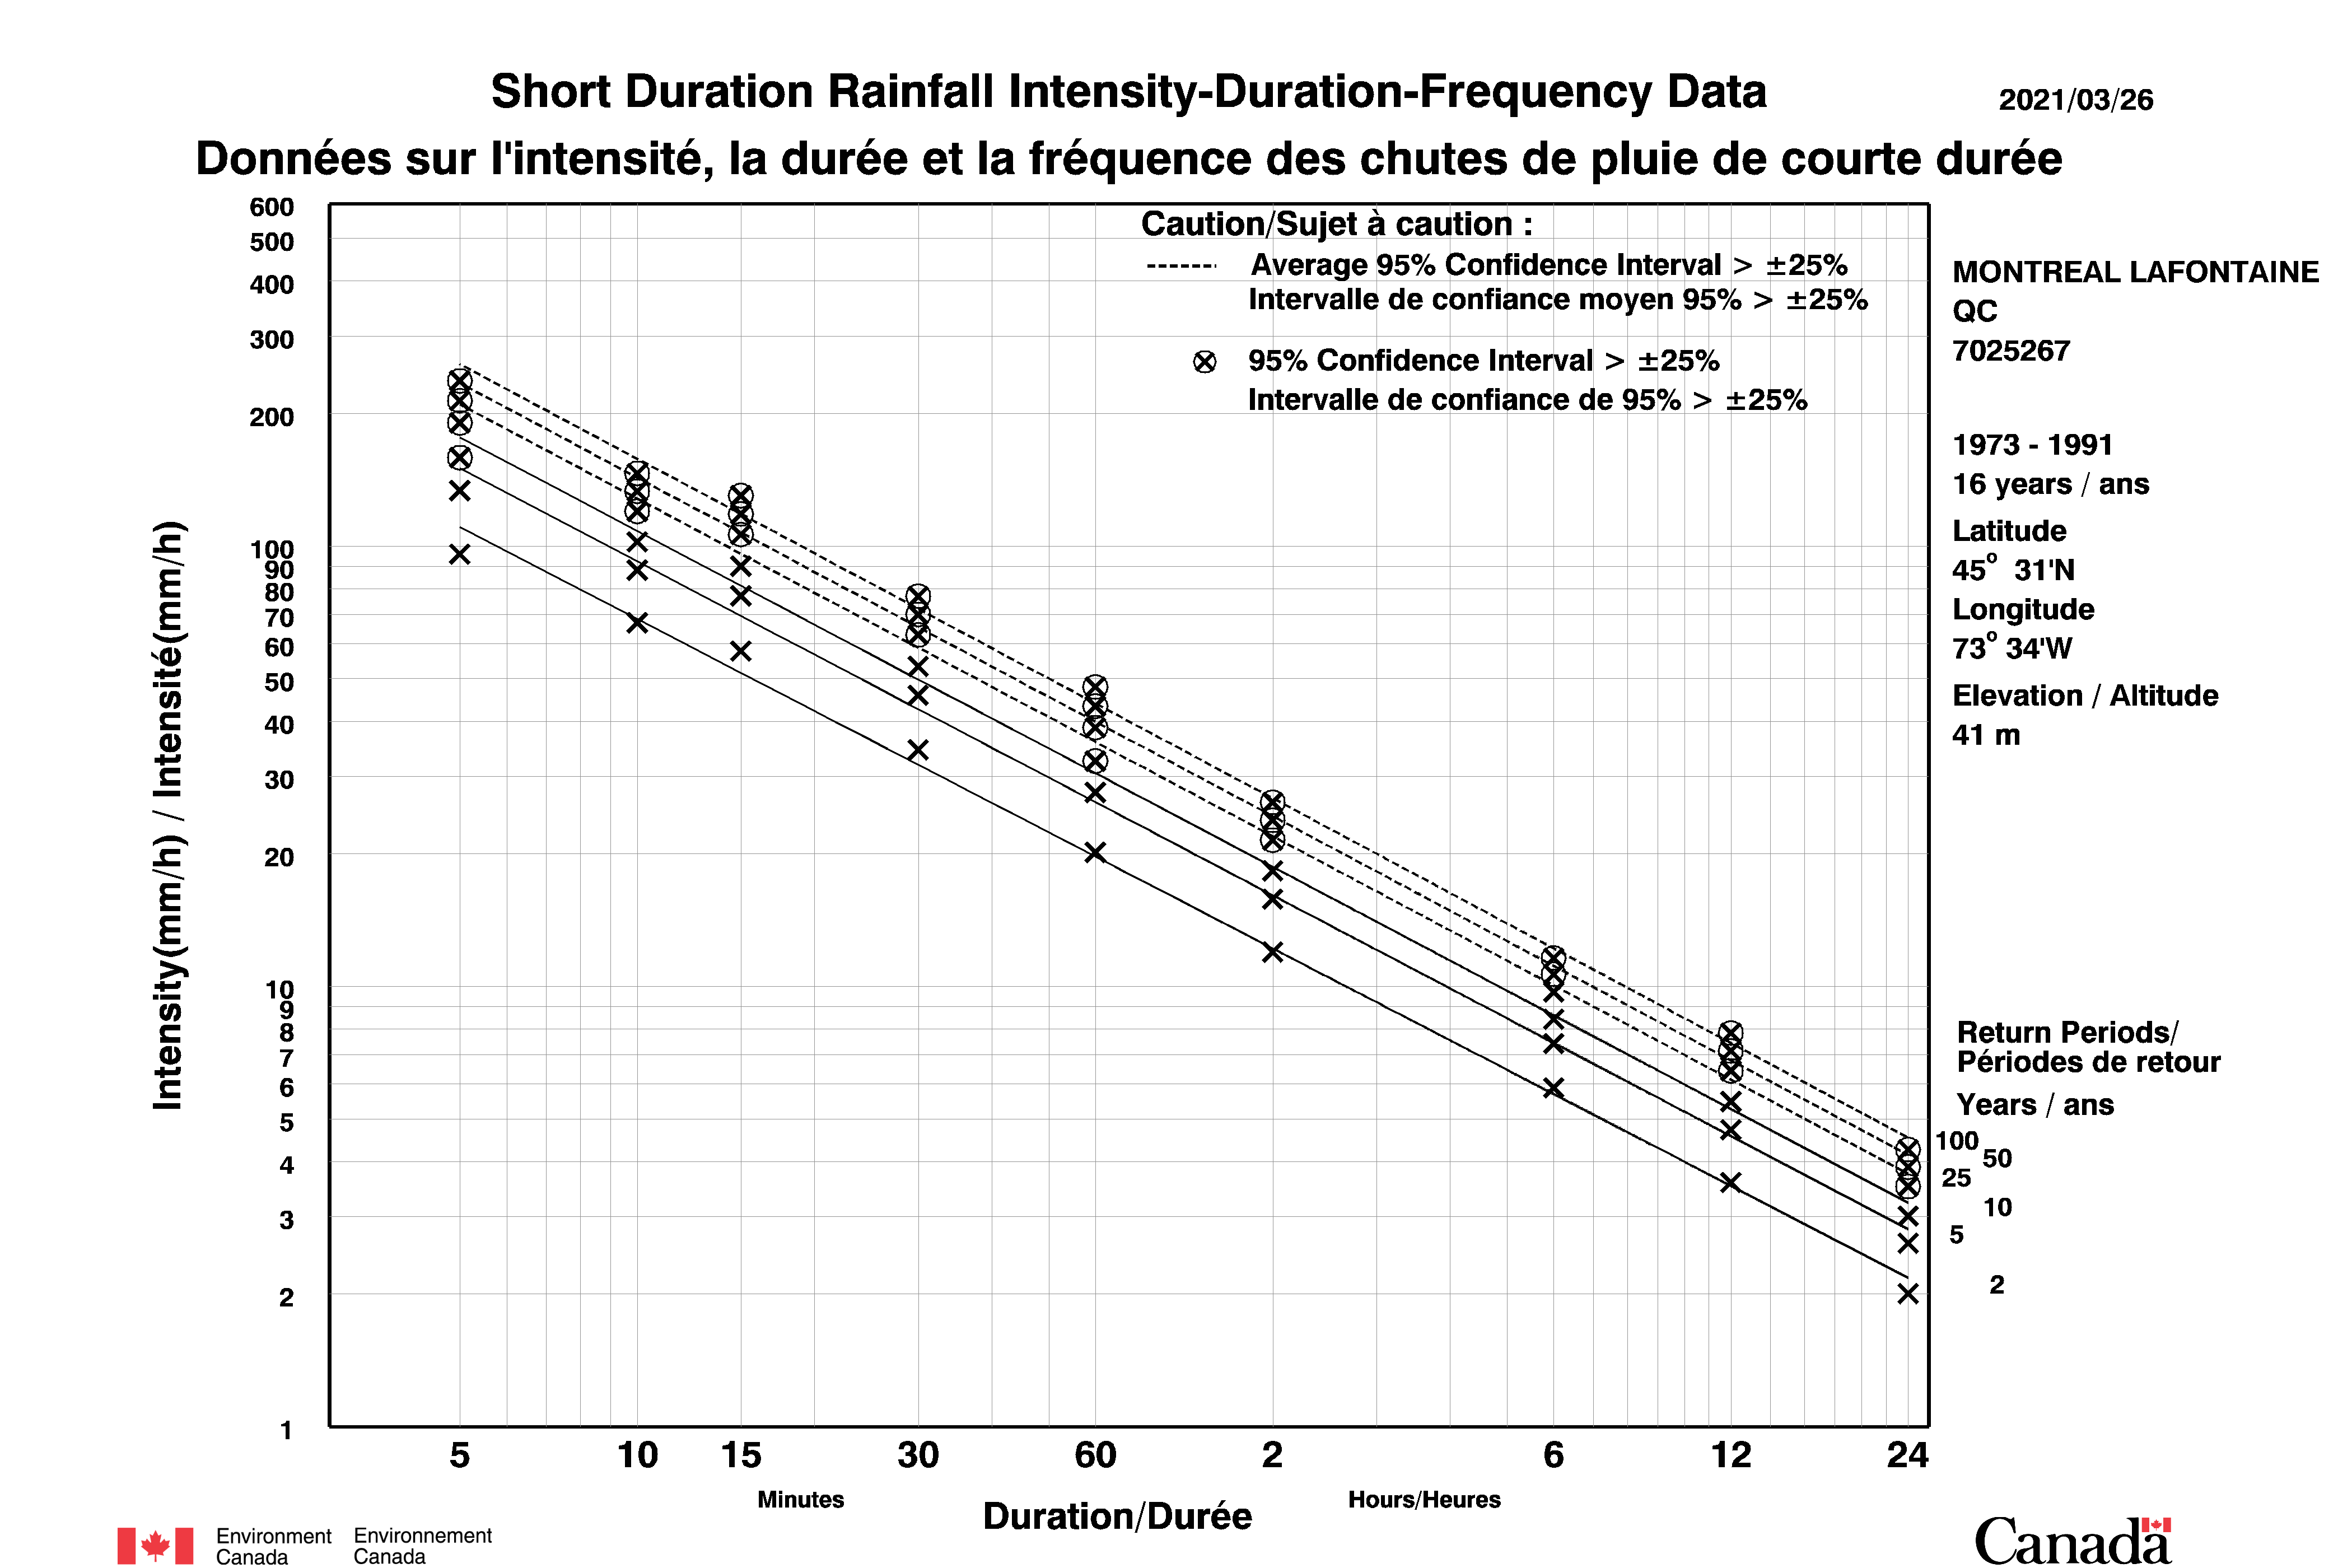 Short Duration Rainfall Intensity-Duration-Frequency Data
2021/03/26
Données sur l'intensité, la durée et la fréquence des chutes de pluie de courte durée
Caution/Sujet à caution :
Average 95% Confidence Interval > ±25%
Intervalle de confiance moyen 95% > ±25%
95% Confidence Interval > ±25%
Intervalle de confiance de 95% > ±25%
MONTREAL LAFONTAINE
QC
7025267
1973 - 1991
16 years / ans
Latitude
45° 31'N
Longitude
73° 34'W
Elevation / Altitude
41 m
Return Periods/
Périodes de retour
Years / ans
100
50
25
10
5
2
Intensity(mm/h) / Intensité(mm/h)
600
500
400
300
200
100
90
80
70
60
50
40
30
20
10
9
8
7
6
5
4
3
2
1
5 10 15 30 60 2 6 12 24
Minutes
Hours/Heures
Duration/Durée
Environment Environnement
Canada Canada
Canada